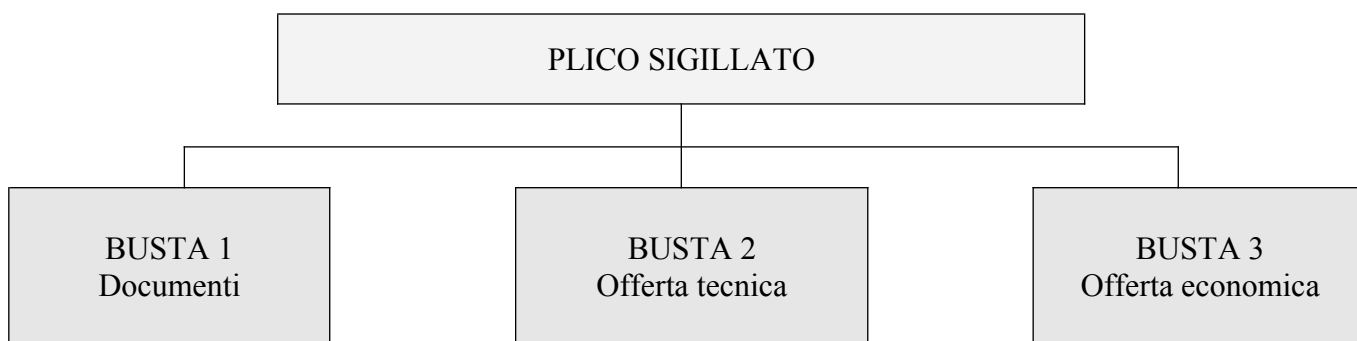 PLICO SIGILLATO
BUSTA 1
Documenti
BUSTA 2
Offerta tecnica
BUSTA 3
Offerta economica